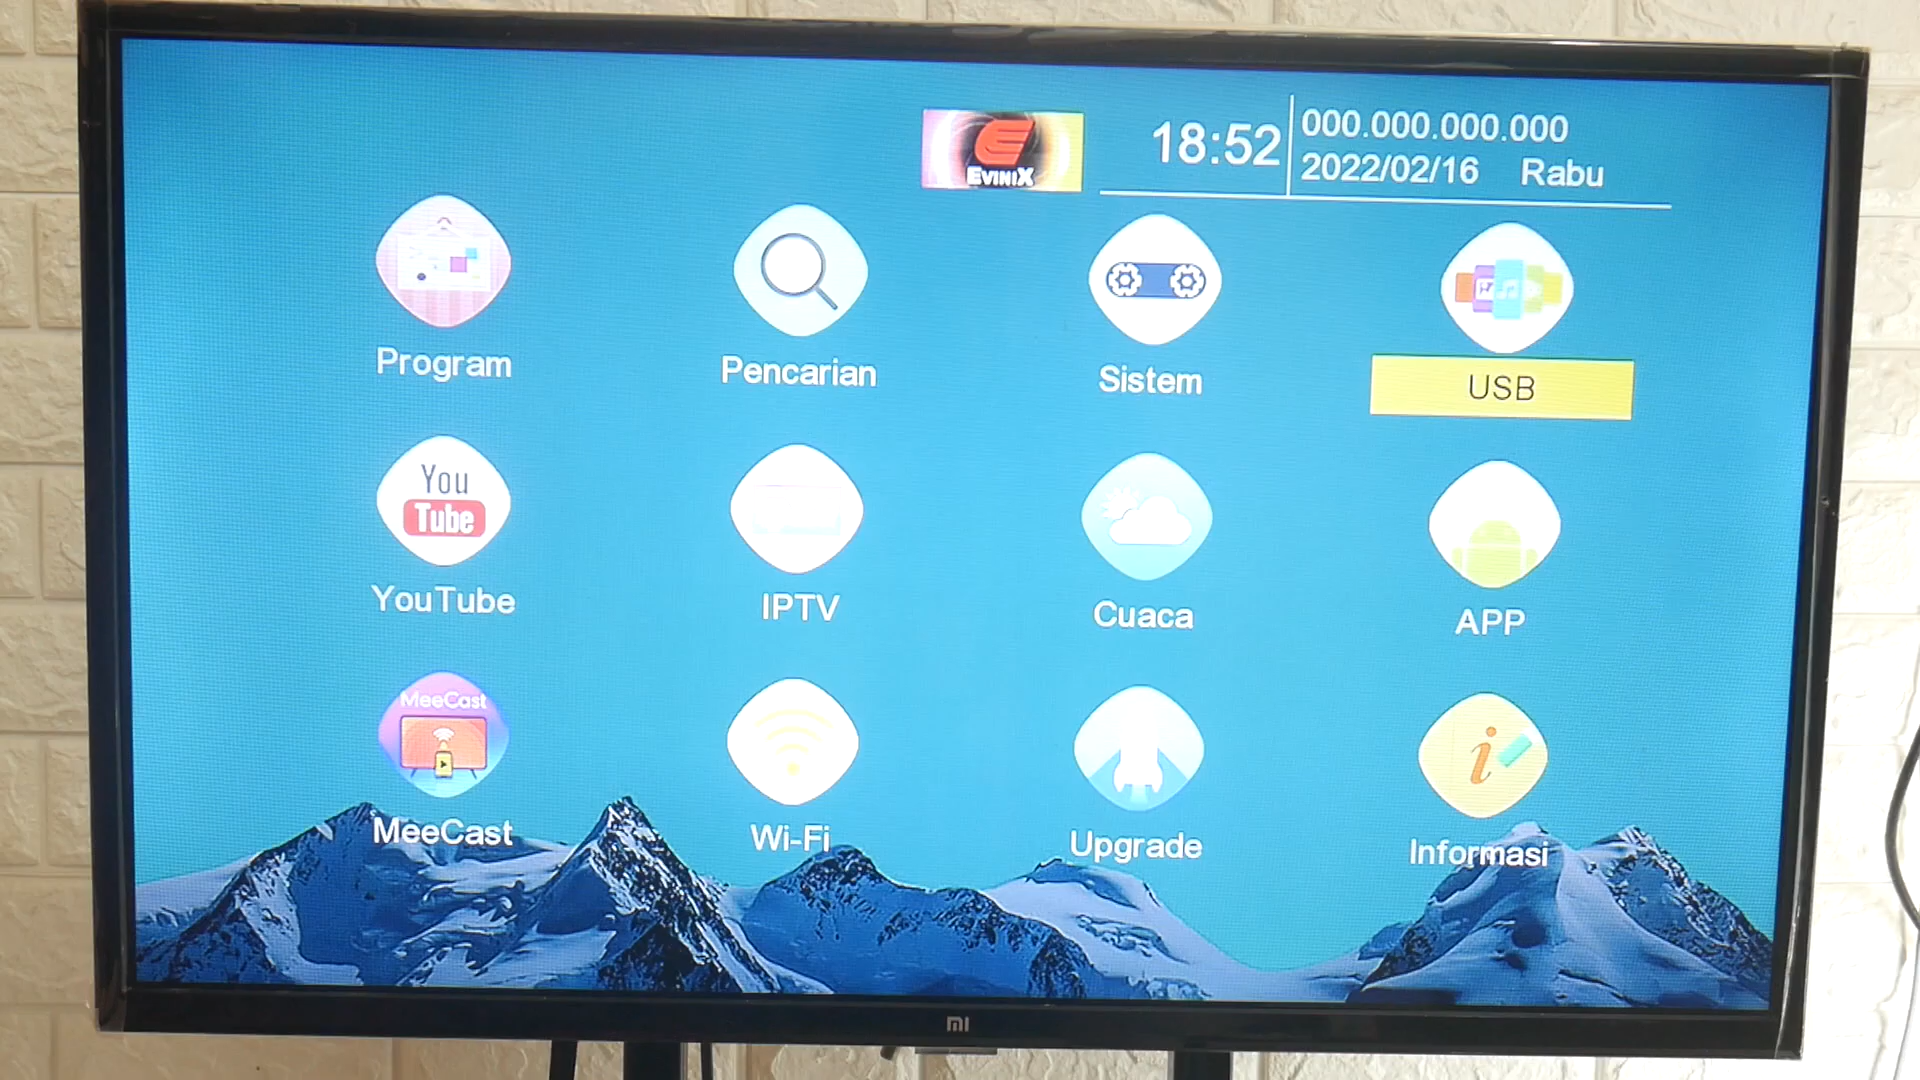 EVINIX
18:52
000.000.000.000
2022/02/16 Rabu
Program
Pencarian
Sistem
USB
You
Tube
YouTube
IPTV
Cuaca
APP
MeeCast
MeeCast
Wi-Fi
Upgrade
i
Informasi
mi